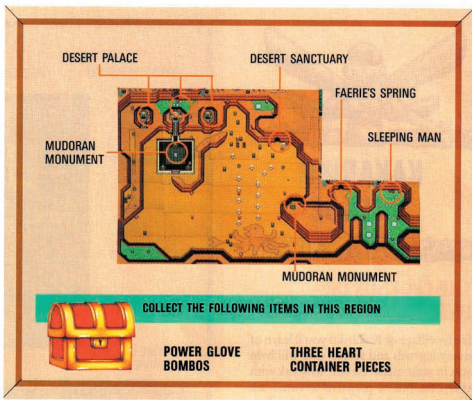 DESERT PALACE
DESERT SANCTUARY
FAERIE'S SPRING
SLEEPING MAN
MUDORAN
MONUMENT
MUDORAN MONUMENT
COLLECT THE FOLLOWING ITEMS IN THIS REGION
POWER GLOVE
BOMBOS
THREE HEART
CONTAINER PIECES